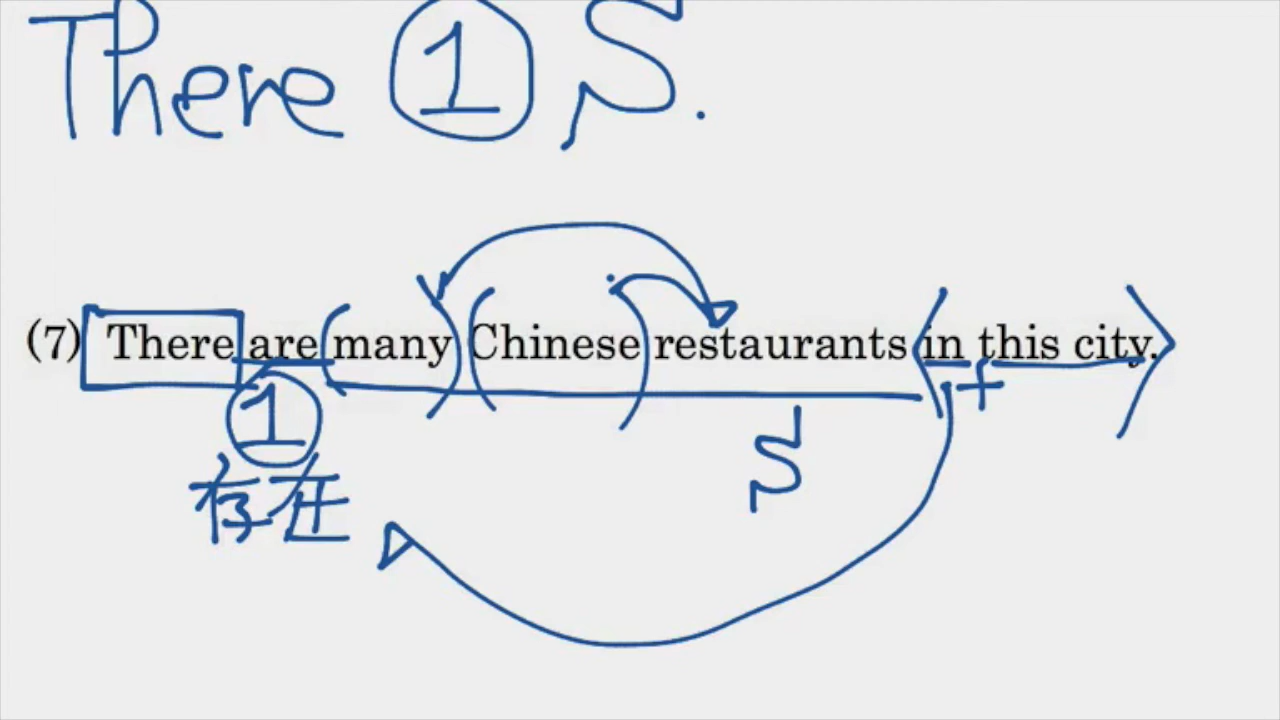 There ① S.
(7) There are many Chinese restaurants in this city.
① S +
存在